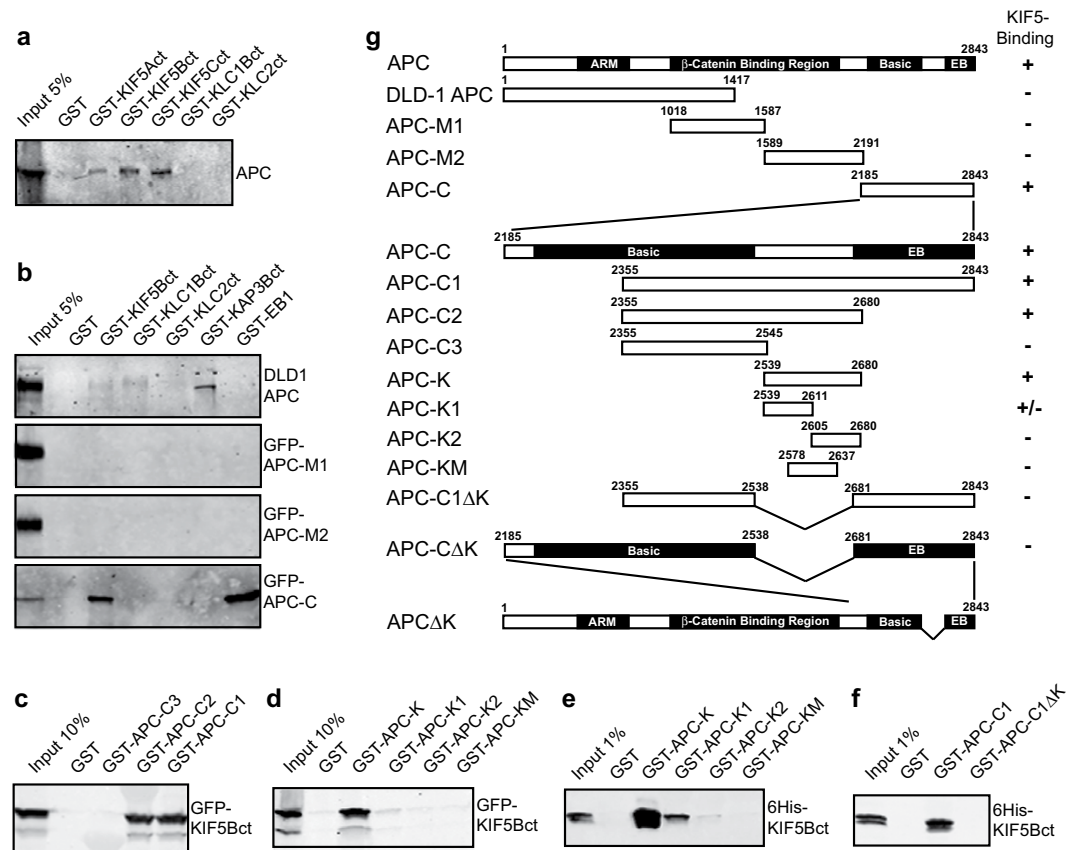 a
Input 5%
GST
GST-KIF5Act
GST-KIF5Bct
GST-KIF5Cct
GST-KLC1Bct
GST-KLC2ct
APC
b
Input 5%
GST
GST-KIF5Bct
GST-KLC1Bct
GST-KLC2ct
GST-KAP3Bct
GST-EB1
DLD1
APC
GFP-
APC-M1
GFP-
APC-M2
GFP-
APC-C
g
KIF5-
Binding
1 2843
APC ARM β-Catenin Binding Region Basic EB +
1 1417
DLD-1 APC -
1018 1587
APC-M1 -
1589 2191
APC-M2 -
2185 2843
APC-C +
2185 2843
APC-C Basic EB +
2355 2843
APC-C1 +
2355 2680
APC-C2 +
2355 2545
APC-C3 -
2539 2680
APC-K +
2539 2611
APC-K1 +/-
2605 2680
APC-K2 -
2578 2637
APC-KM -
2355 2538 2681 2843
APC-C1ΔK -
2185 2538 2681 2843
APC-CΔK Basic EB -
1 2843
APCΔK ARM β-Catenin Binding Region Basic EB
c
Input 10%
GST
GST-APC-C3
GST-APC-C2
GST-APC-C1
GFP-
KIF5Bct
d
Input 10%
GST
GST-APC-K
GST-APC-K1
GST-APC-K2
GST-APC-KM
GFP-
KIF5Bct
e
Input 1%
GST
GST-APC-K
GST-APC-K1
GST-APC-K2
GST-APC-KM
6His-
KIF5Bct
f
Input 1%
GST
GST-APC-C1
GST-APC-C1ΔK
6His-
KIF5Bct